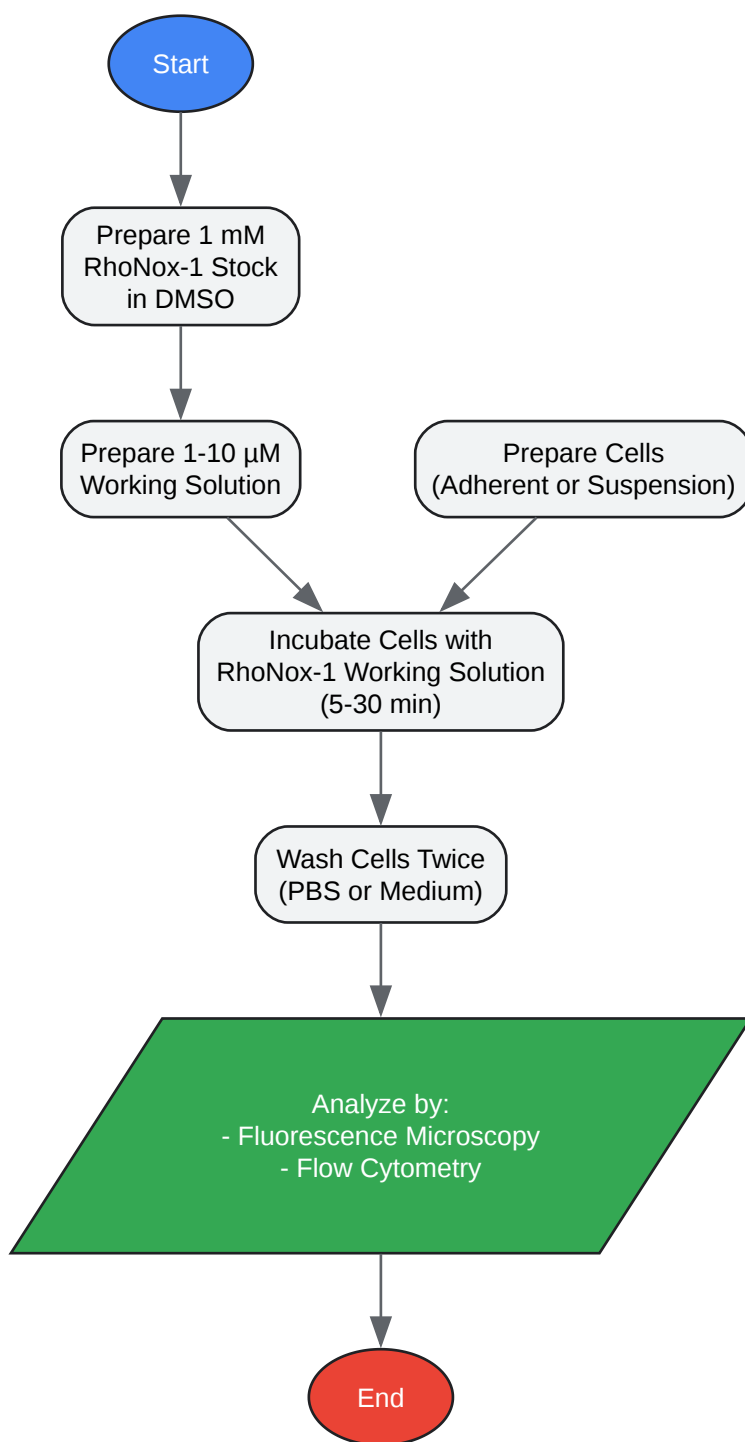 Start
Prepare 1 mM
RhoNox-1 Stock
in DMSO
Prepare 1-10 µM
Working Solution
Prepare Cells
(Adherent or Suspension)
Incubate Cells with
RhoNox-1 Working Solution
(5-30 min)
Wash Cells Twice
(PBS or Medium)
Analyze by:
- Fluorescence Microscopy
- Flow Cytometry
End